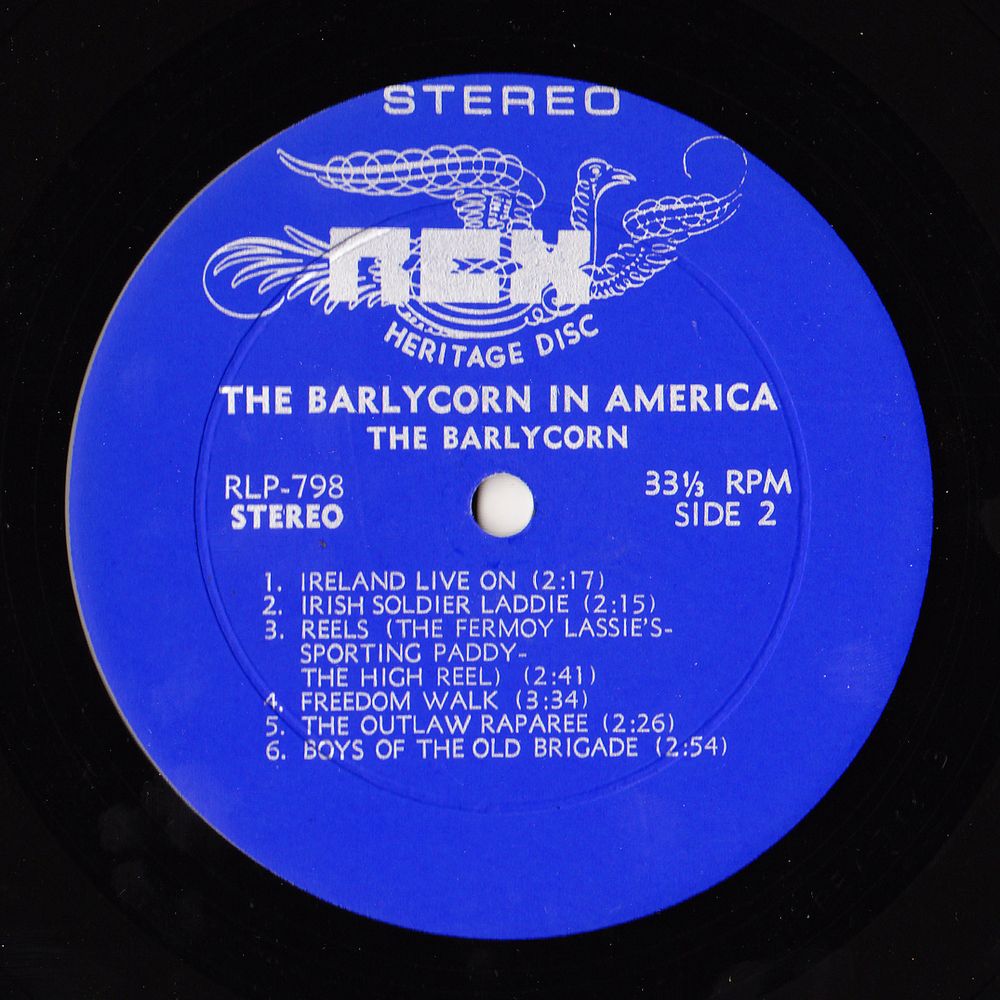 STEREO
REX
HERITAGE DISC
THE BARLYCORN IN AMERICA
THE BARLYCORN
RLP-798
STEREO
33⅓ RPM
SIDE 2
1. IRELAND LIVE ON (2:17)
2. IRISH SOLDIER LADDIE (2:15)
3. REELS (THE FERMOY LASSIE'S-
SPORTING PADDY-
THE HIGH REEL) (2:41)
4. FREEDOM WALK (3:34)
5. THE OUTLAW RAPAREE (2:26)
6. BOYS OF THE OLD BRIGADE (2:54)